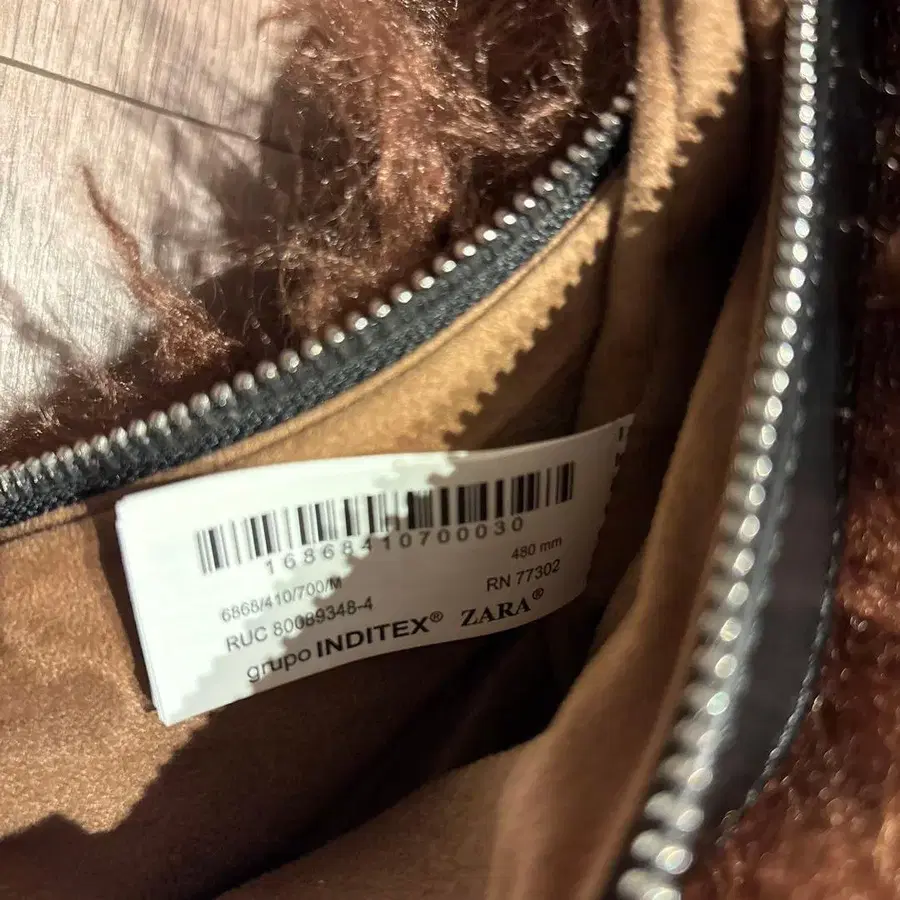 16868410700030
480 mm
6868/410/700/M
RN 77302
RUC 80089348-4
grupo INDITEX® ZARA®